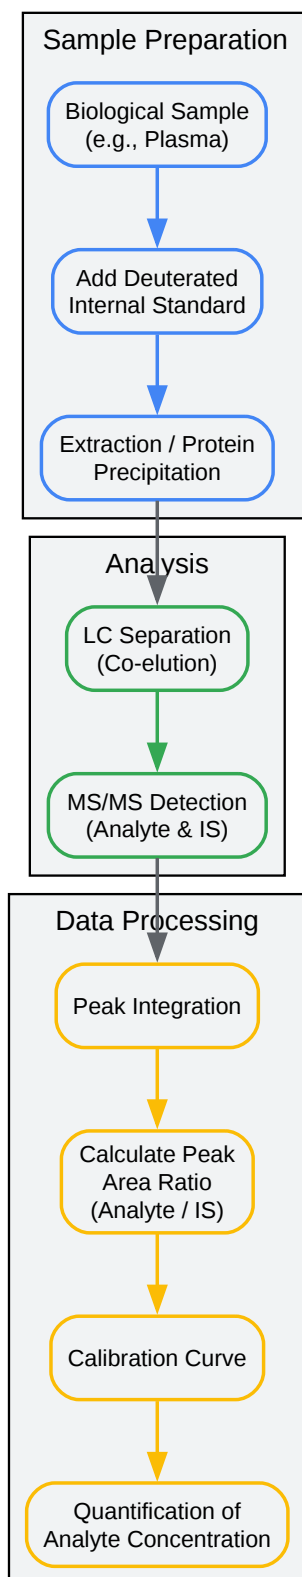 Sample Preparation
Biological Sample
(e.g., Plasma)
Add Deuterated
Internal Standard
Extraction / Protein
Precipitation
Analysis
LC Separation
(Co-elution)
MS/MS Detection
(Analyte & IS)
Data Processing
Peak Integration
Calculate Peak
Area Ratio
(Analyte / IS)
Calibration Curve
Quantification of
Analyte Concentration